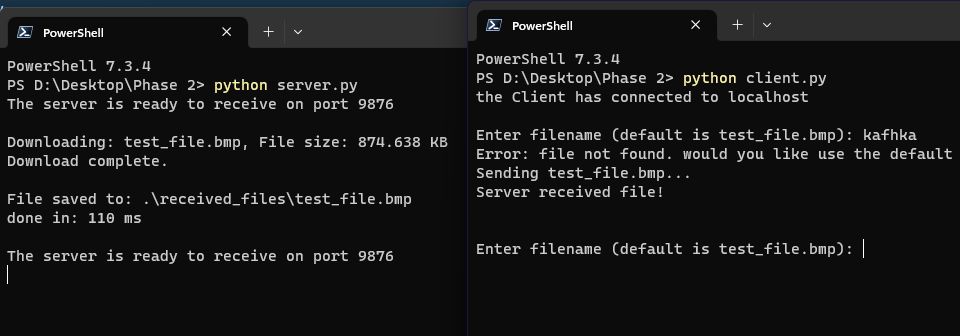 PowerShell
PowerShell 7.3.4
PS D:\Desktop\Phase 2> python server.py
The server is ready to receive on port 9876
Downloading: test_file.bmp, File size: 874.638 KB
Download complete.
File saved to: .\received_files\test_file.bmp
done in: 110 ms
The server is ready to receive on port 9876
PowerShell
PowerShell 7.3.4
PS D:\Desktop\Phase 2> python client.py
the Client has connected to localhost
Enter filename (default is test_file.bmp): kafhka
Error: file not found. would you like use the default
Sending test_file.bmp...
Server received file!
Enter filename (default is test_file.bmp):